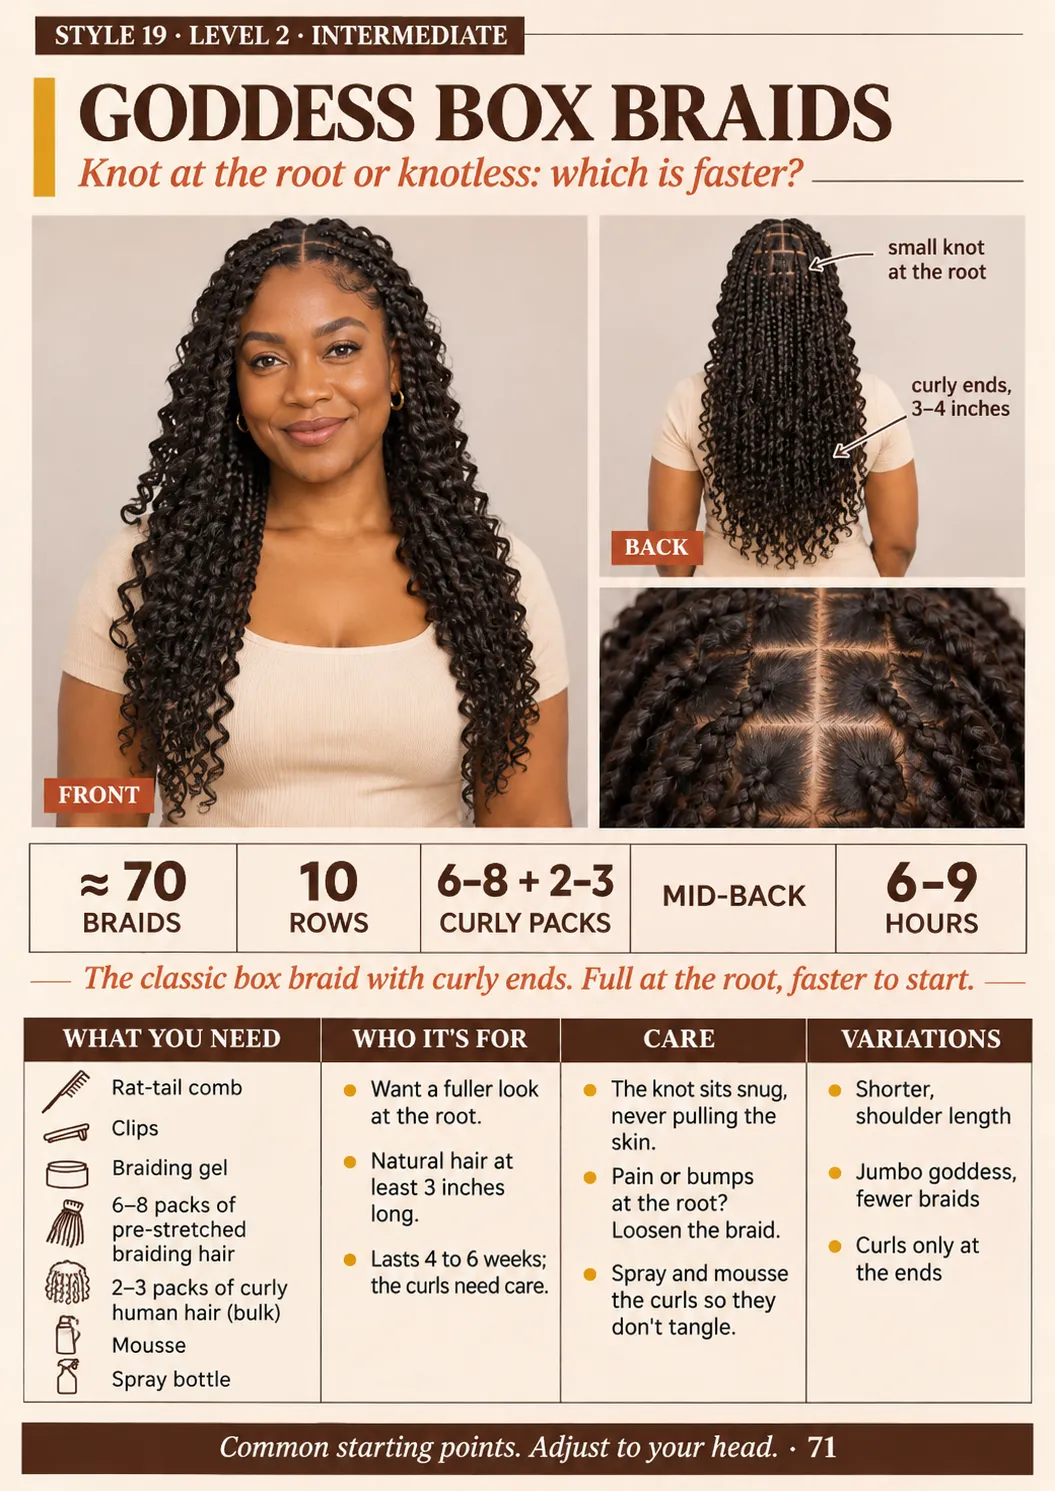 STYLE 19 · LEVEL 2 · INTERMEDIATE
GODDESS BOX BRAIDS
Knot at the root or knotless: which is faster?
small knot
at the root
curly ends,
3–4 inches
BACK
FRONT
≈ 70
BRAIDS
10
ROWS
6–8 + 2–3
CURLY PACKS
MID-BACK
6–9
HOURS
The classic box braid with curly ends. Full at the root, faster to start.
WHAT YOU NEED
Rat-tail comb
Clips
Braiding gel
6–8 packs of
pre-stretched
braiding hair
2–3 packs of curly
human hair (bulk)
Mousse
Spray bottle
WHO IT'S FOR
Want a fuller look
at the root.
Natural hair at
least 3 inches
long.
Lasts 4 to 6 weeks;
the curls need care.
CARE
The knot sits snug,
never pulling the
skin.
Pain or bumps
at the root?
Loosen the braid.
Spray and mousse
the curls so they
don't tangle.
VARIATIONS
Shorter,
shoulder length
Jumbo goddess,
fewer braids
Curls only at
the ends
Common starting points. Adjust to your head. · 71